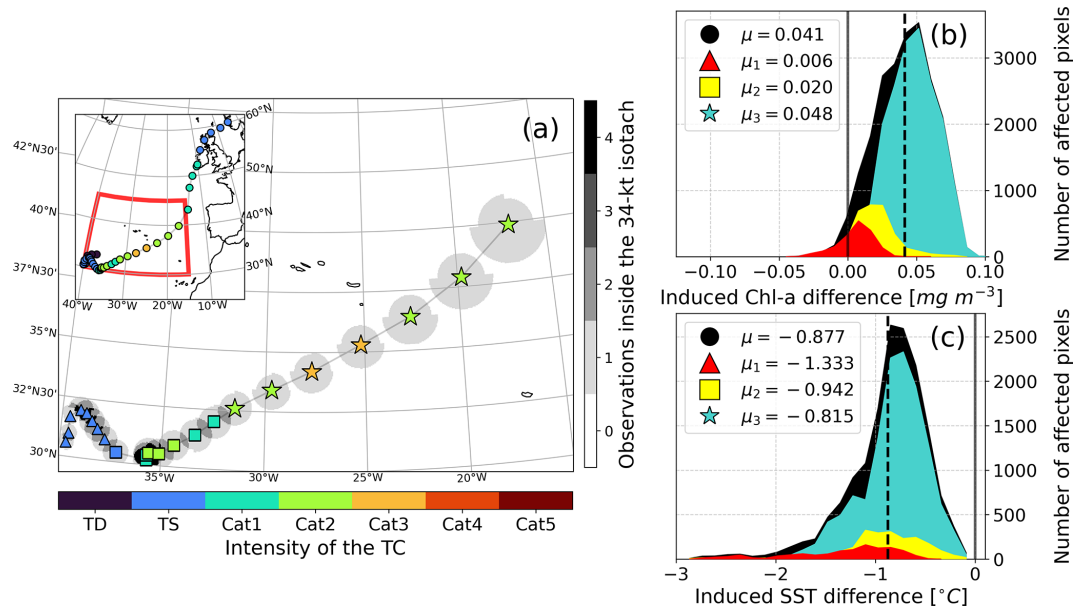 (a)
42°N30'
40°N
37°N30'
35°N
32°N30'
30°N
35°W
30°W
25°W
20°W
60°N
50°N
40°N
30°N
40°W
30°W
20°W
10°W
4
3
2
1
0
Observations inside the 34-kt isotach
TD TS Cat1 Cat2 Cat3 Cat4 Cat5
Intensity of the TC
(b)
μ = 0.041
μ₁ = 0.006
μ₂ = 0.020
μ₃ = 0.048
3000
2000
1000
0
Number of affected pixels
−0.10 −0.05 0.00 0.05 0.10
Induced Chl-a difference [mg m⁻³]
(c)
μ = −0.877
μ₁ = −1.333
μ₂ = −0.942
μ₃ = −0.815
2500
2000
1500
1000
500
0
Number of affected pixels
−3 −2 −1 0
Induced SST difference [°C]